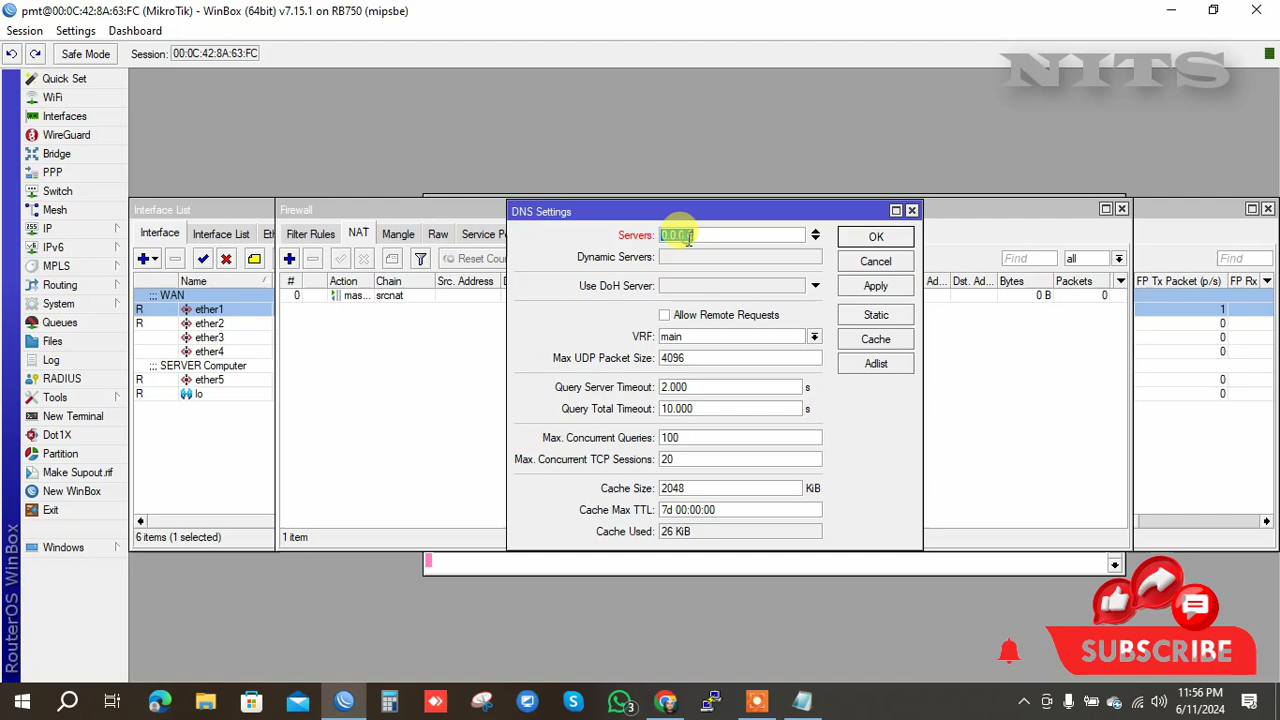 pmt@00:0C:42:8A:63:FC (MikroTik) - WinBox (64bit) v7.15.1 on RB750 (mipsbe)
Session Settings Dashboard
Safe Mode Session: 00:0C:42:8A:63:FC
NITS
Quick Set
WiFi
Interfaces
WireGuard
Bridge
PPP
Switch
Mesh
IP
IPv6
MPLS
Routing
System
Queues
Files
Log
RADIUS
Tools
New Terminal
Dot1X
Partition
Make Supout.rif
New WinBox
Exit
Windows
RouterOS WinBox
Interface List
Interface Interface List Et
Name
::: WAN
R ether1
R ether2
ether3
ether4
::: SERVER Computer
R ether5
R lo
6 items (1 selected)
Firewall
Filter Rules NAT Mangle Raw Service P
Reset Cou
Find all
# Action Chain Src. Address D Ad... Dst. Ad... Bytes Packets
0 mas... srcnat 0 B 0
1 item
DNS Settings
Servers: 0.0.0.0
Dynamic Servers:
Use DoH Server:
Allow Remote Requests
VRF: main
Max UDP Packet Size: 4096
Query Server Timeout: 2.000 s
Query Total Timeout: 10.000 s
Max. Concurrent Queries: 100
Max. Concurrent TCP Sessions: 20
Cache Size: 2048 KiB
Cache Max TTL: 7d 00:00:00
Cache Used: 26 KiB
OK
Cancel
Apply
Static
Cache
Adlist
Find
FP Tx Packet (p/s) FP Rx
1
0
0
0
0
0
SUBSCRIBE
3
11:56 PM
6/11/2024